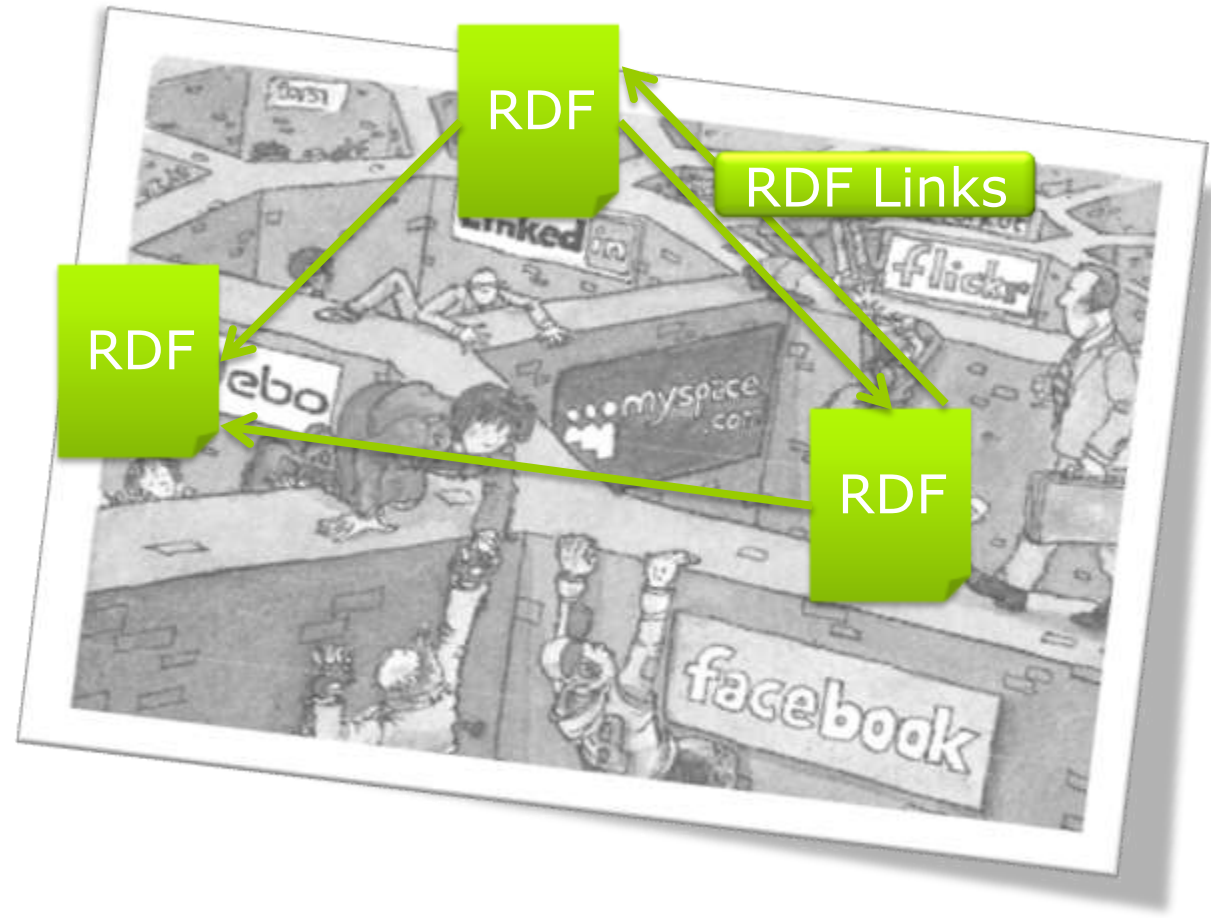 RDF
RDF Links
Linked in
flickr
RDF
ebo
myspace
.com
RDF
facebook